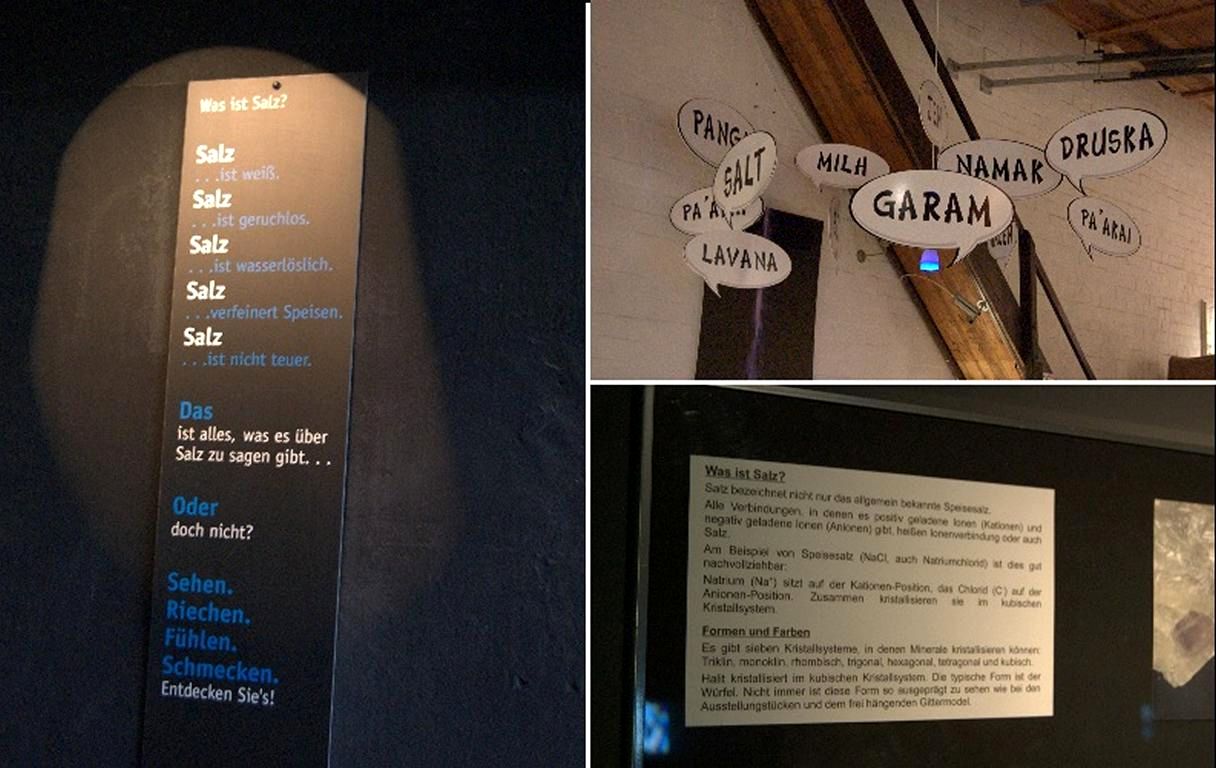 Was ist Salz?
Salz
. . .ist weiß.
Salz
. . .ist geruchlos.
Salz
. . .ist wasserlöslich.
Salz
. . .verfeinert Speisen.
Salz
. . .ist nicht teuer.
Das
ist alles, was es über
Salz zu sagen gibt. . .
Oder
doch nicht?
Sehen.
Riechen.
Fühlen.
Schmecken.
Entdecken Sie's!
SALT
MILH
NAMAK
DRUSKA
GARAM
PA'AKAI
LAVANA
Was ist Salz?
Salz bezeichnet nicht nur das allgemein bekannte Speisesalz.
Alle Verbindungen, in denen es positiv geladene Ionen (Kationen) und
negativ geladene Ionen (Anionen) gibt, heißen Ionenverbindung oder auch
Salz.
Am Beispiel von Speisesalz (NaCl, auch Natriumchlorid) ist dies gut
nachvollziehbar:
Natrium (Na⁺) sitzt auf der Kationen-Position, das Chlorid (Cl⁻) auf der
Anionen-Position. Zusammen kristallisieren sie im kubischen
Kristallsystem.
Formen und Farben
Es gibt sieben Kristallsysteme, in denen Minerale kristallisieren können:
Triklin, monoklin, rhombisch, trigonal, hexagonal, tetragonal und kubisch.
Halit kristallisiert im kubischen Kristallsystem. Die typische Form ist der
Würfel. Nicht immer ist diese Form so ausgeprägt zu sehen wie bei den
Ausstellungstücken und dem frei hängenden Gittermodel.